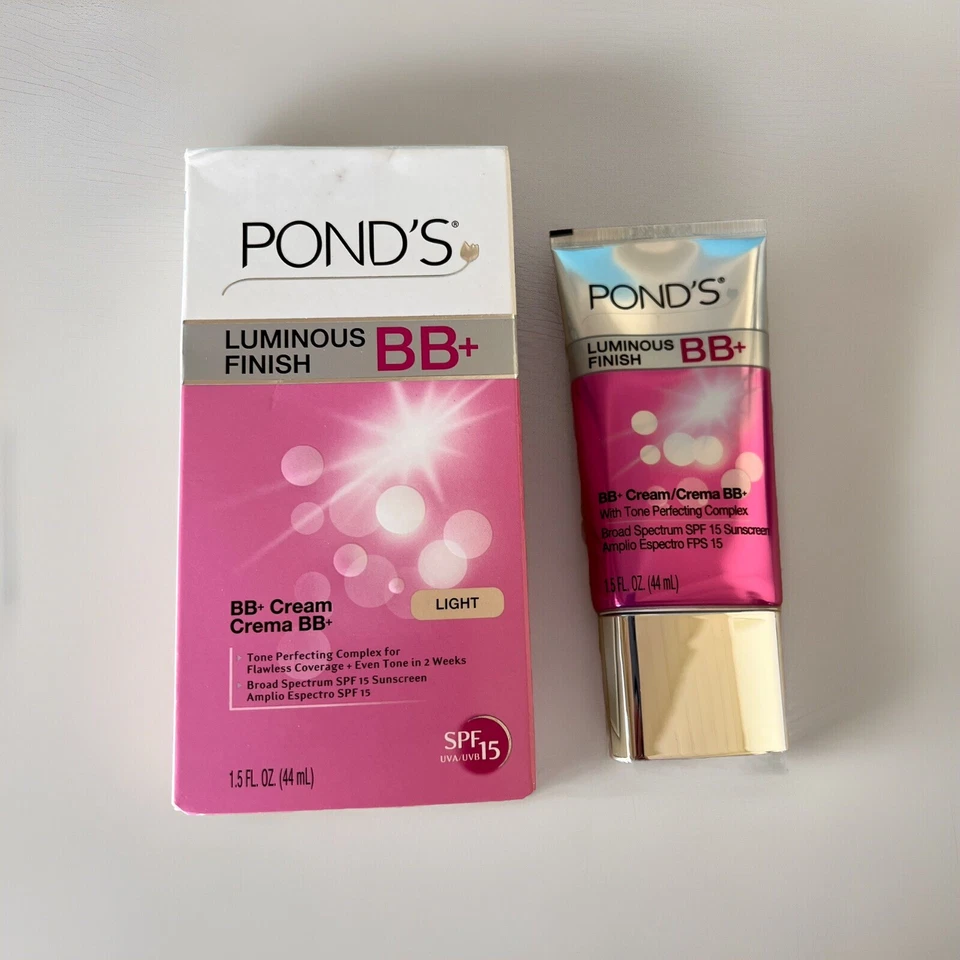 POND'S®
LUMINOUS
FINISH
BB+
BB+ Cream
Crema BB+
LIGHT
· Tone Perfecting Complex for
Flawless Coverage + Even Tone in 2 Weeks
· Broad Spectrum SPF 15 Sunscreen
Amplio Espectro SPF 15
SPF 15
UVA/UVB
1.5 FL. OZ. (44 mL)
POND'S®
LUMINOUS
FINISH
BB+
BB+ Cream/Crema BB+
With Tone Perfecting Complex
Broad Spectrum SPF 15 Sunscreen
Amplio Espectro FPS 15
1.5 FL. OZ. (44 mL)